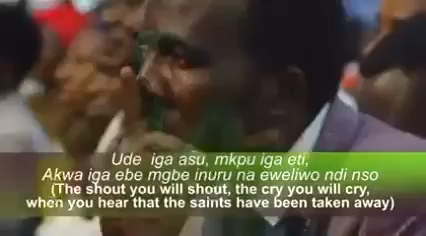 Ude iga asu, mkpu iga eti,
Akwa iga ebe mgbe inuru na eweliwo ndi nso
(The shout you will shout, the cry you will cry,
when you hear that the saints have been taken away)